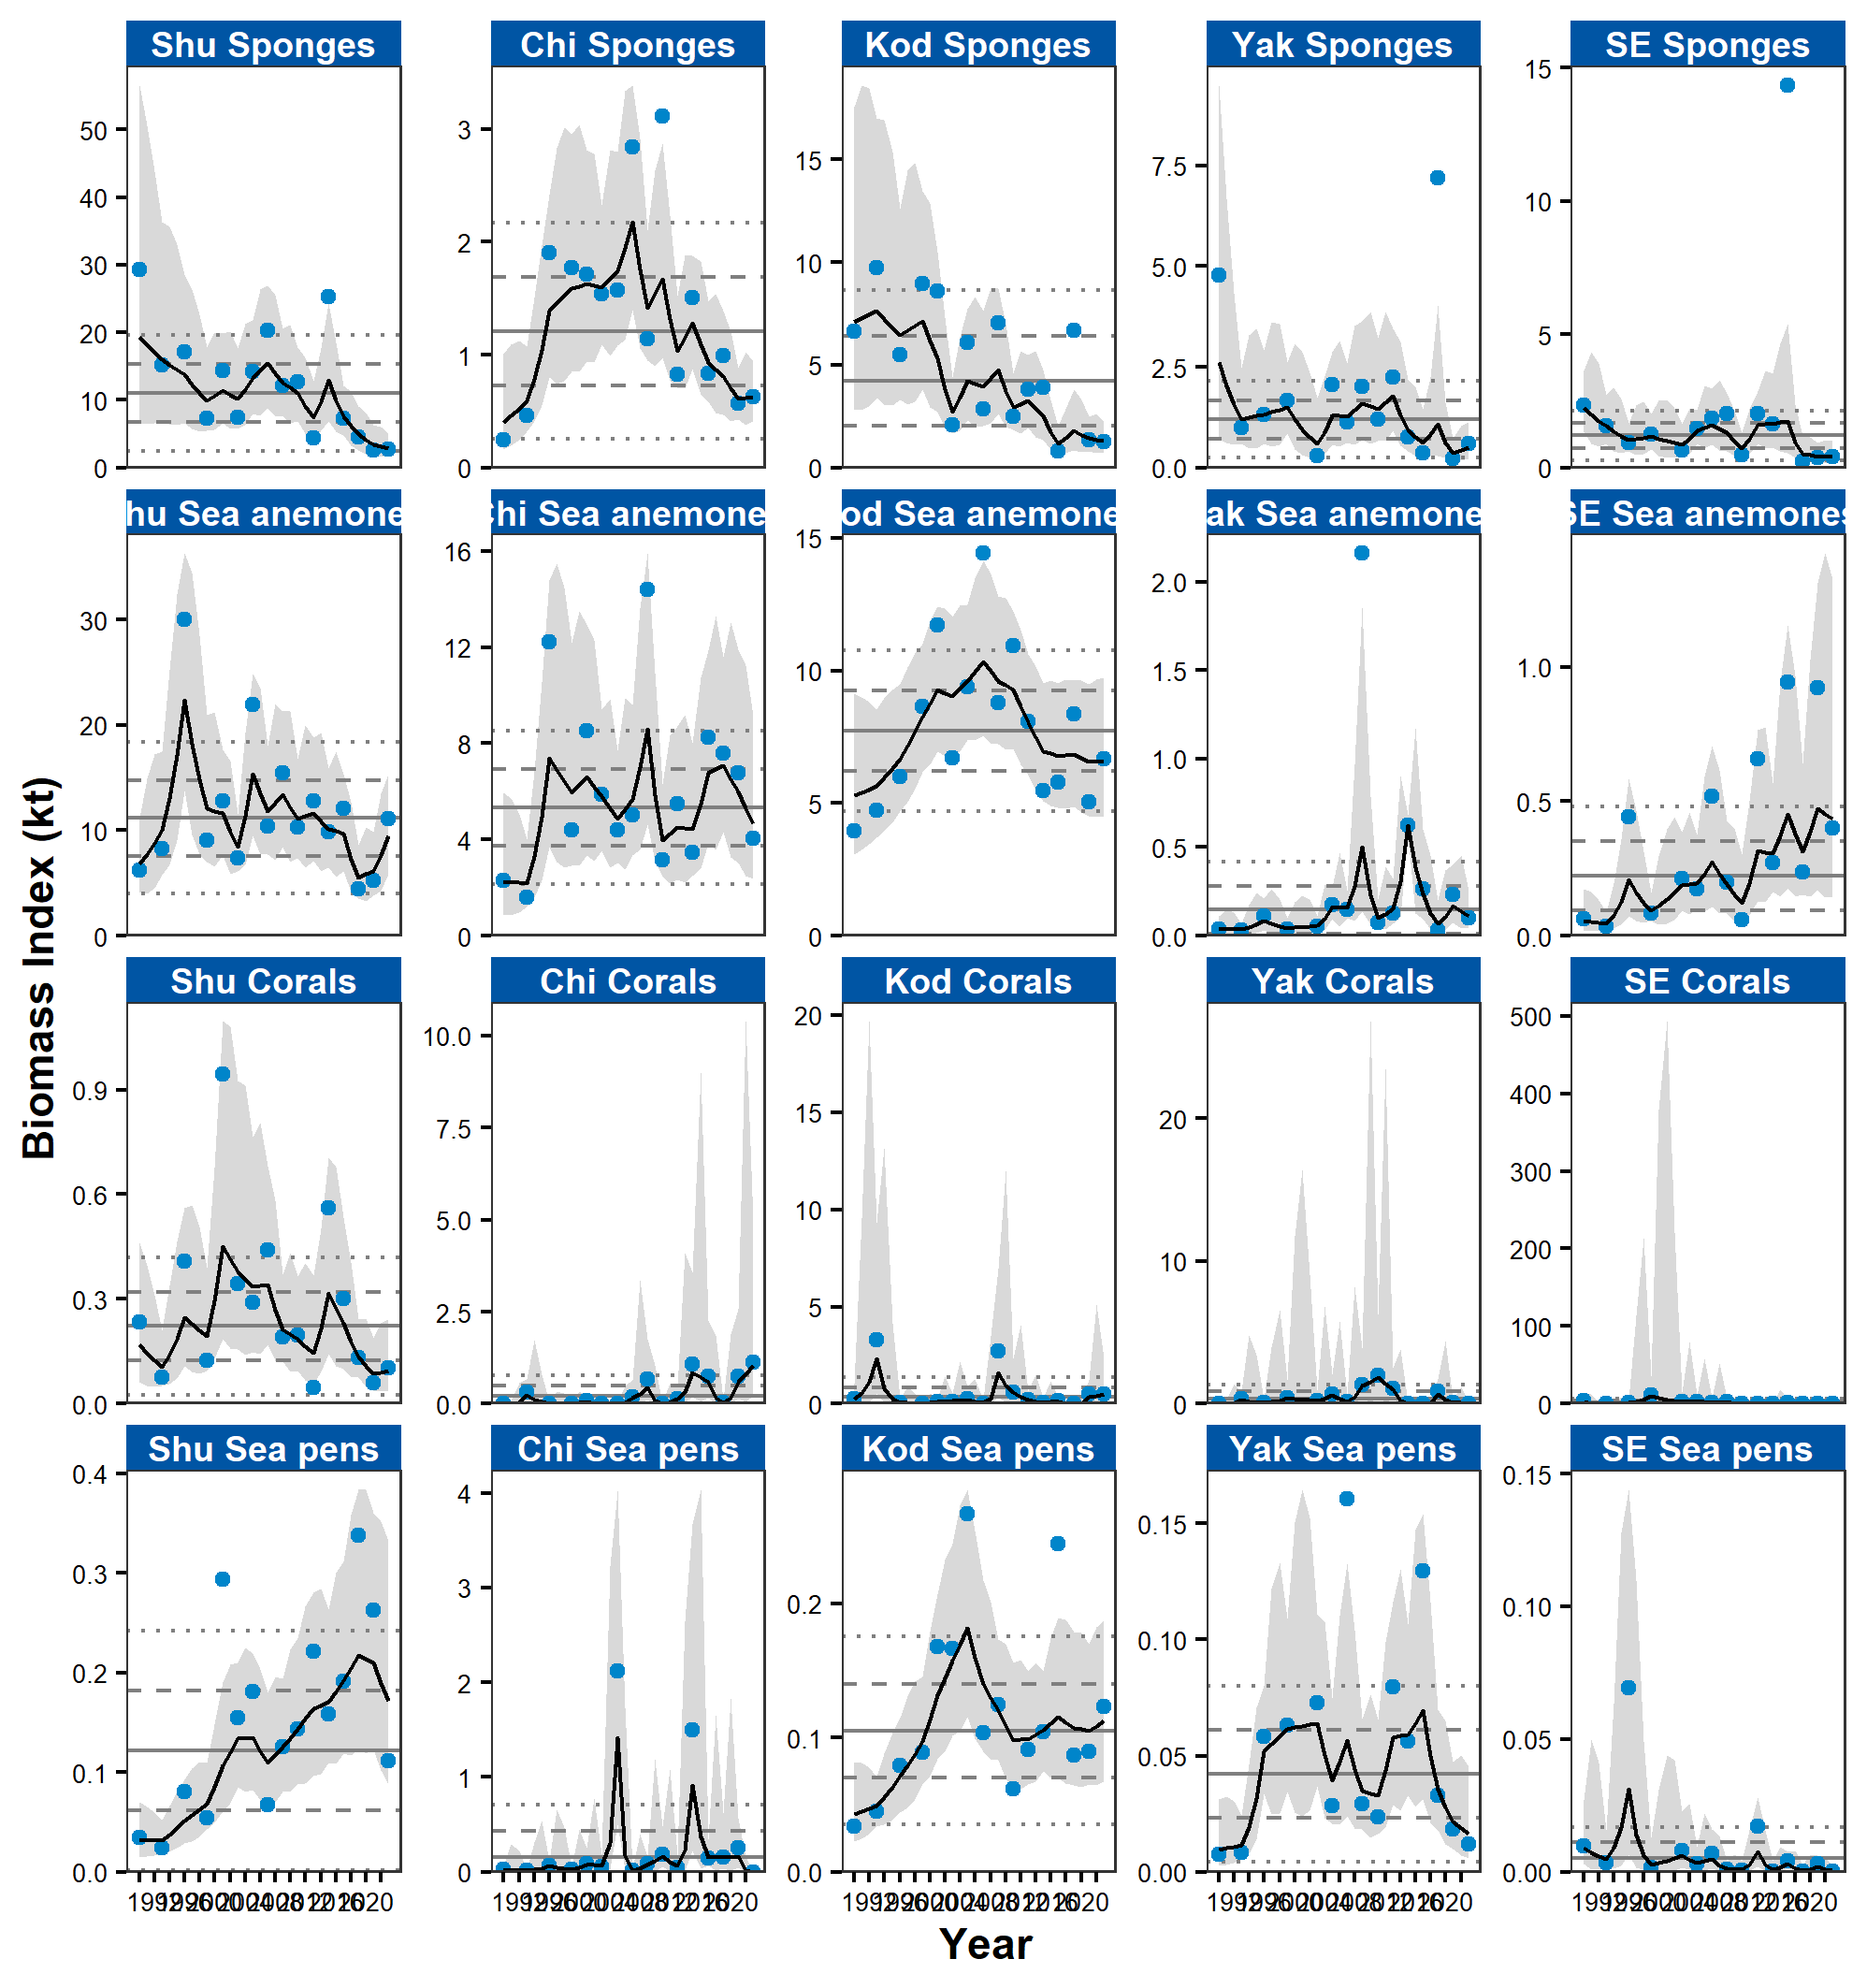 Shu Sponges Chi Sponges Kod Sponges Yak Sponges SE Sponges
50 40 30 20 10 0
3 2 1 0
15 10 5 0
7.5 5.0 2.5 0.0
15 10 5 0
hu Sea anemone Chi Sea anemone od Sea anemone ak Sea anemone SE Sea anemones
30 20 10 0
16 12 8 4 0
15 10 5 0
2.0 1.5 1.0 0.5 0.0
1.0 0.5 0.0
Biomass Index (kt)
Shu Corals Chi Corals Kod Corals Yak Corals SE Corals
0.9 0.6 0.3 0.0
10.0 7.5 5.0 2.5 0.0
20 15 10 5 0
20 10 0
500 400 300 200 100 0
Shu Sea pens Chi Sea pens Kod Sea pens Yak Sea pens SE Sea pens
0.4 0.3 0.2 0.1 0.0
4 3 2 1 0
0.2 0.1 0.0
0.15 0.10 0.05 0.00
0.15 0.10 0.05 0.00
Year